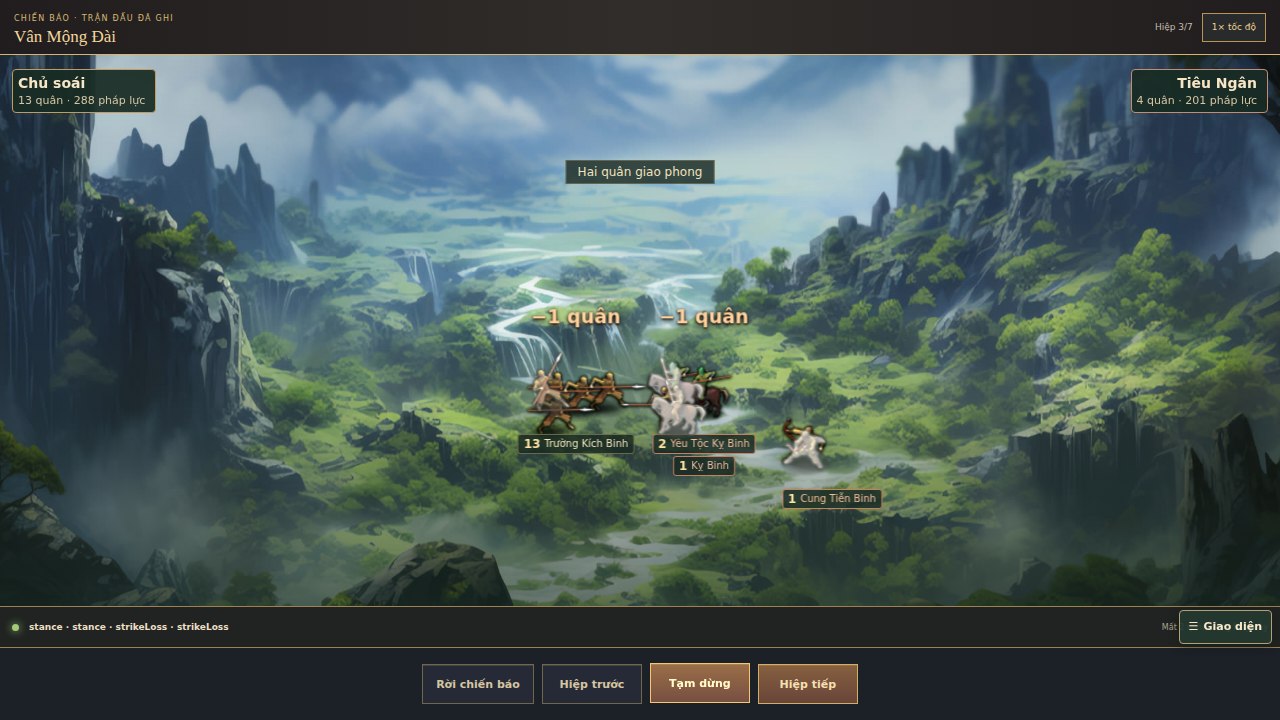 CHIẾN BÁO · TRẬN ĐẤU ĐÃ GHI
Vân Mộng Đài
Hiệp 3/7
1× tốc độ
Chủ soái
13 quân · 288 pháp lực
Tiêu Ngân
4 quân · 201 pháp lực
Hai quân giao phong
−1 quân
−1 quân
13 Trường Kích Binh
2 Yêu Tộc Kỵ Binh
1 Kỵ Binh
1 Cung Tiễn Binh
stance · stance · strikeLoss · strikeLoss
Mất
☰ Giao diện
Rời chiến báo
Hiệp trước
Tạm dừng
Hiệp tiếp